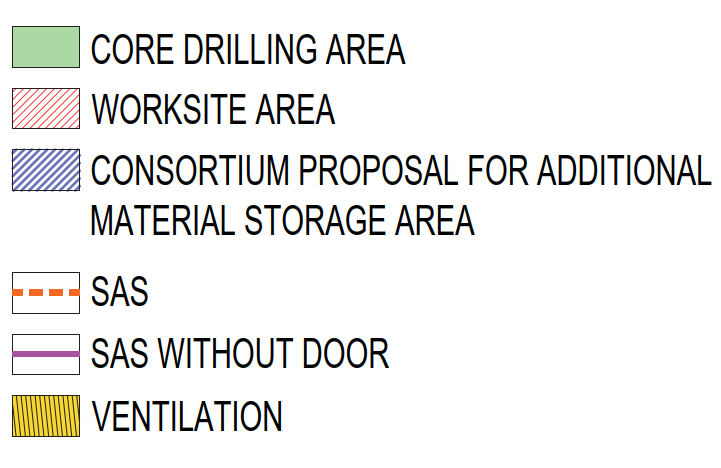 CORE DRILLING AREA
WORKSITE AREA
CONSORTIUM PROPOSAL FOR ADDITIONAL
MATERIAL STORAGE AREA
SAS
SAS WITHOUT DOOR
VENTILATION